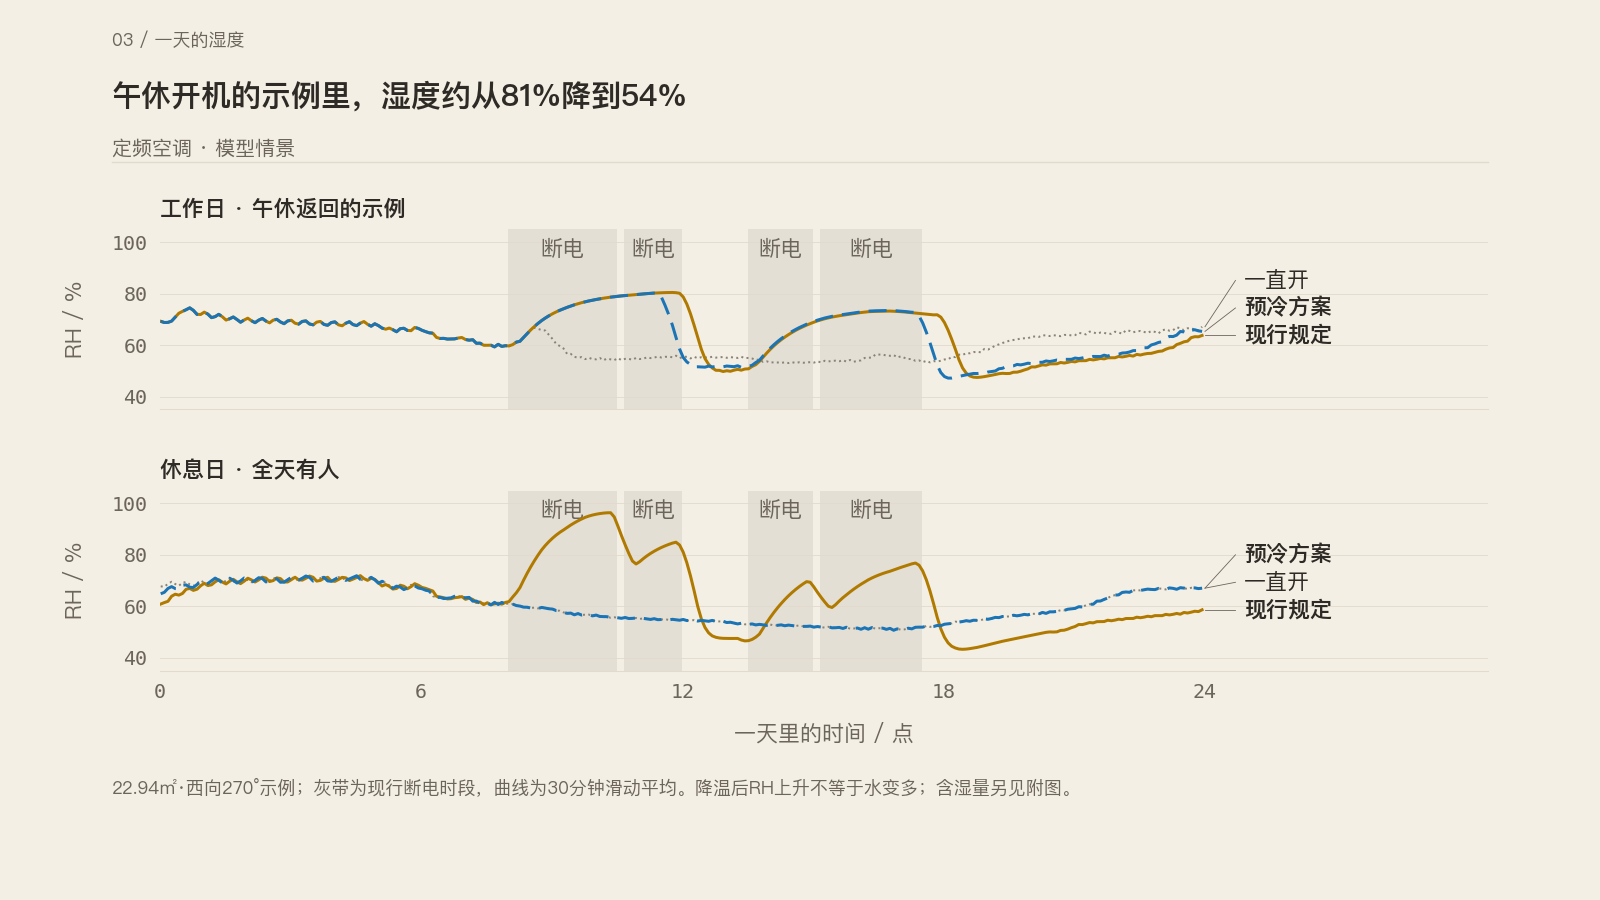 03 / 一天的湿度
午休开机的示例里，湿度约从81%降到54%
定频空调 · 模型情景
工作日 · 午休返回的示例
100
80
60
40
RH / %
断电 断电 断电 断电
一直开
预冷方案
现行规定
休息日 · 全天有人
100
80
60
40
RH / %
断电 断电 断电 断电
预冷方案
一直开
现行规定
0 6 12 18 24
一天里的时间 / 点
22.94㎡·西向270°示例；灰带为现行断电时段，曲线为30分钟滑动平均。降温后RH上升不等于水变多；含湿量另见附图。